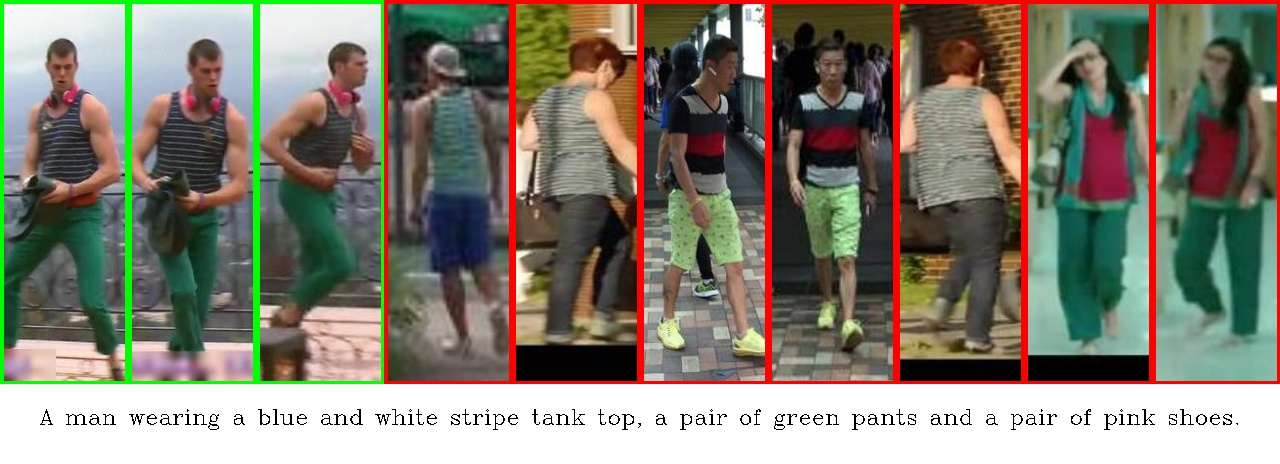 A man wearing a blue and white stripe tank top, a pair of green pants and a pair of pink shoes.